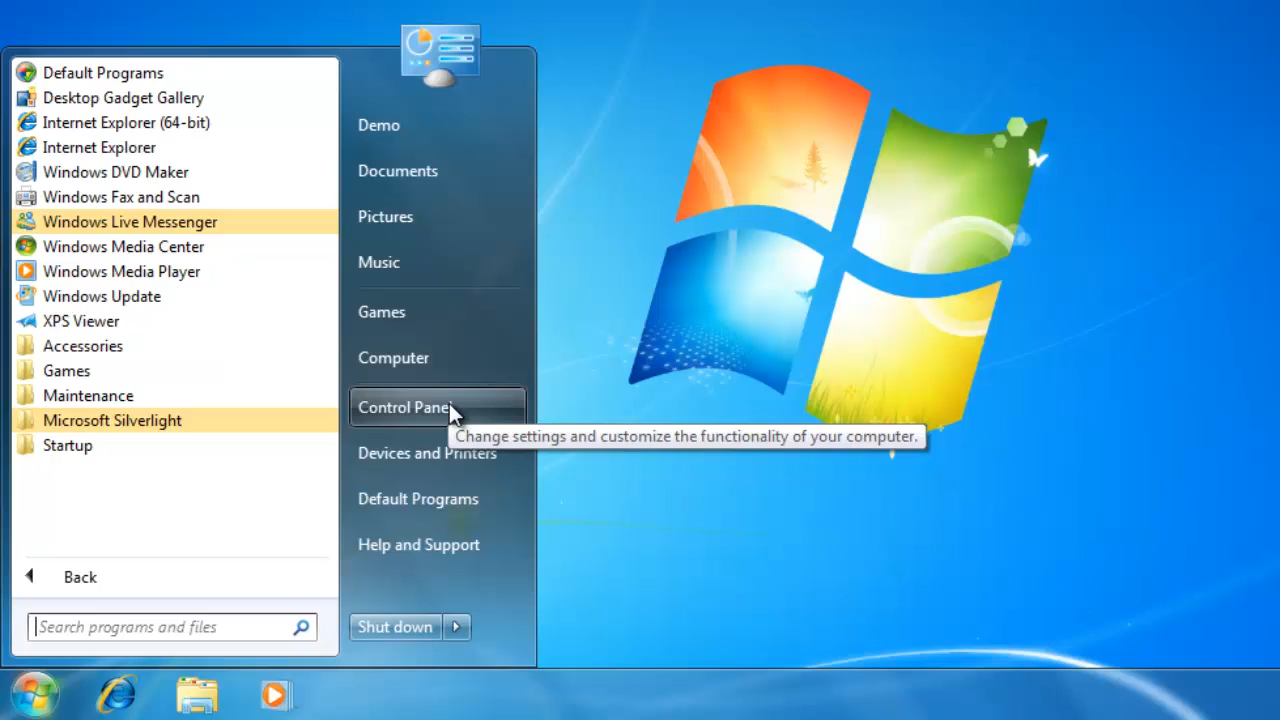 Default Programs
Desktop Gadget Gallery
Internet Explorer (64-bit)
Internet Explorer
Windows DVD Maker
Windows Fax and Scan
Windows Live Messenger
Windows Media Center
Windows Media Player
Windows Update
XPS Viewer
Accessories
Games
Maintenance
Microsoft Silverlight
Startup
Back
Search programs and files
Demo
Documents
Pictures
Music
Games
Computer
Control Panel
Change settings and customize the functionality of your computer.
Devices and Printers
Default Programs
Help and Support
Shut down